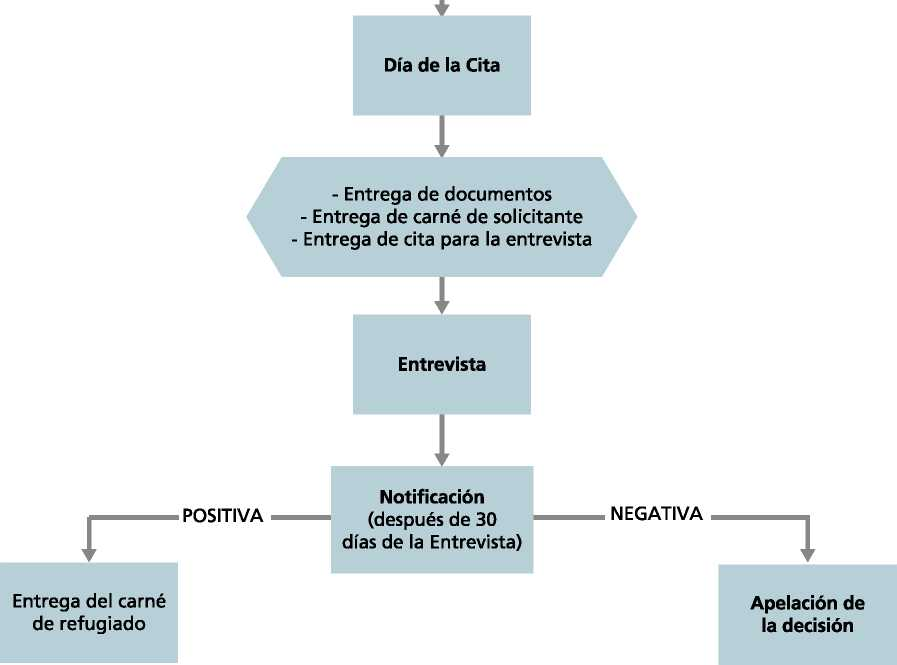 Día de la Cita
- Entrega de documentos
- Entrega de carné de solicitante
- Entrega de cita para la entrevista
Entrevista
Notificación
(después de 30
días de la Entrevista)
POSITIVA
NEGATIVA
Entrega del carné
de refugiado
Apelación de
la decisión